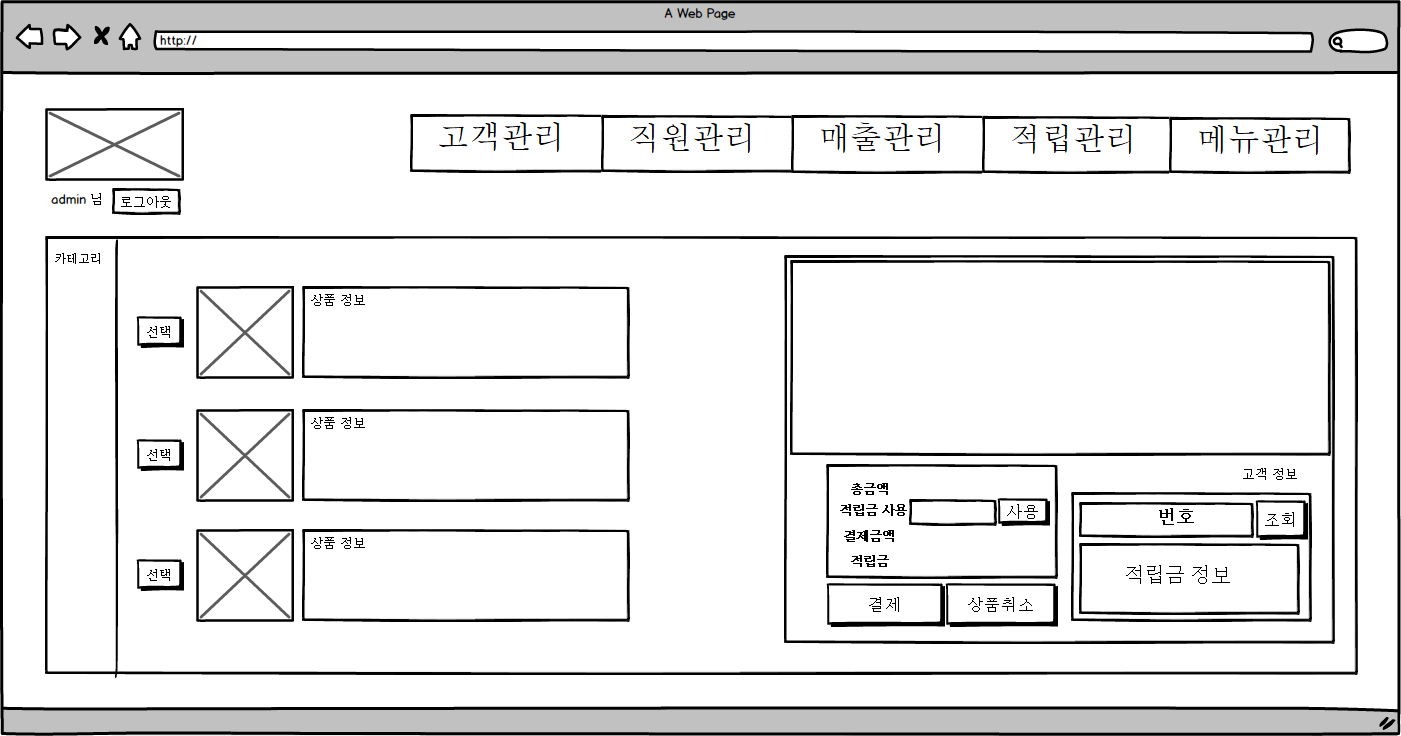 A Web Page
http://
고객관리 직원관리 매출관리 적립관리 메뉴관리
admin 님 로그아웃
카테고리
선택
상품 정보
선택
상품 정보
선택
상품 정보
총금액
적립금 사용 사용
결제금액
적립금
결제 상품취소
고객 정보
번호 조회
적립금 정보